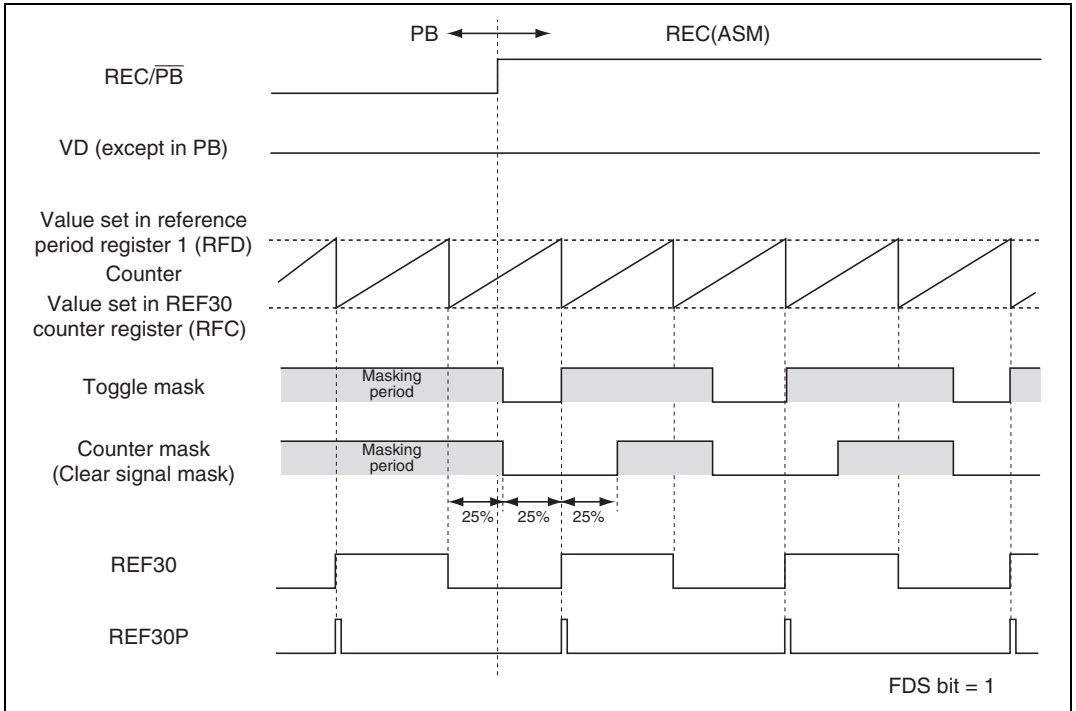 PB REC(ASM)
REC/P̅B̅
VD (except in PB)
Value set in reference
period register 1 (RFD)
Counter
Value set in REF30
counter register (RFC)
Toggle mask
Masking
period
Counter mask
(Clear signal mask)
Masking
period
25% 25% 25%
REF30
REF30P
FDS bit = 1